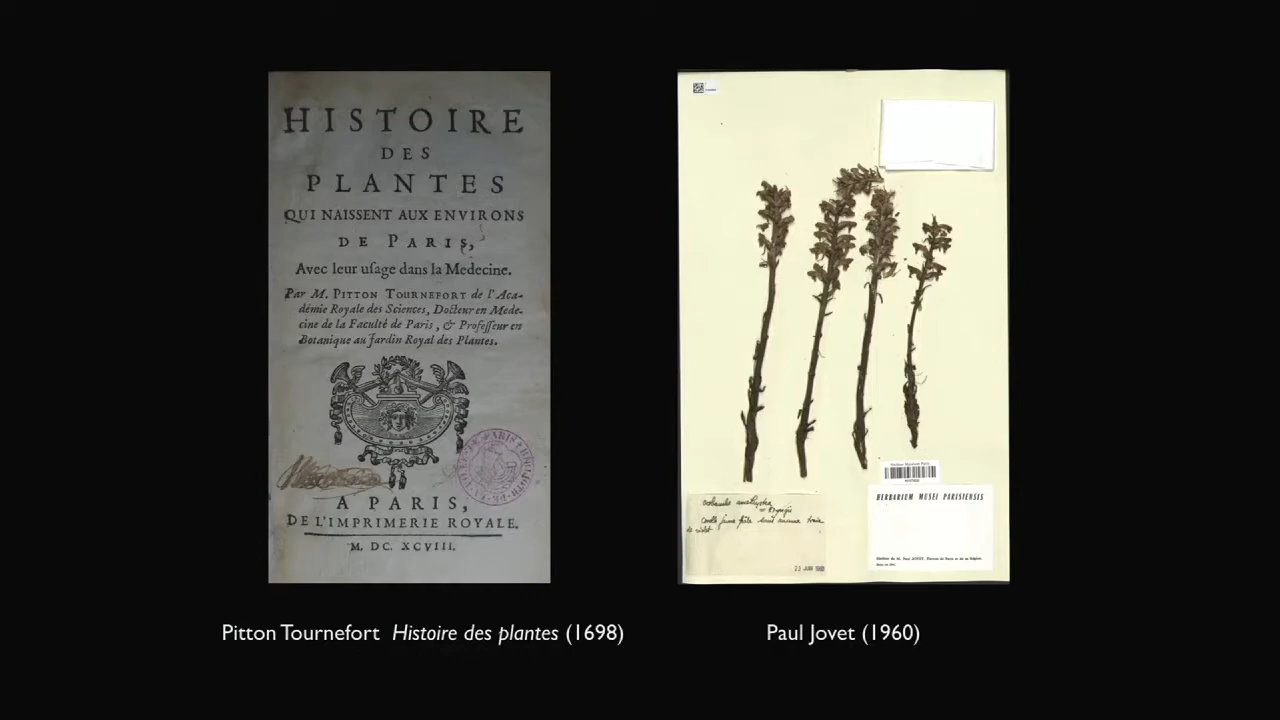 HISTOIRE
DES
PLANTES
QUI NAISSENT AUX ENVIRONS
DE PARIS,
Avec leur uſage dans la Medecine.
Par M. PITTON TOURNEFORT de l'Aca-
démie Royale des Sciences, Docteur en Mede-
cine de la Faculté de Paris, & Profeſſeur en
Botanique au Jardin Royal des Plantes.
A PARIS,
DE L'IMPRIMERIE ROYALE.
M. DC. XCVIII.
HERBARIUM MUSEI PARISIENSIS
23 JUIN 1960
Pitton Tournefort Histoire des plantes (1698)
Paul Jovet (1960)